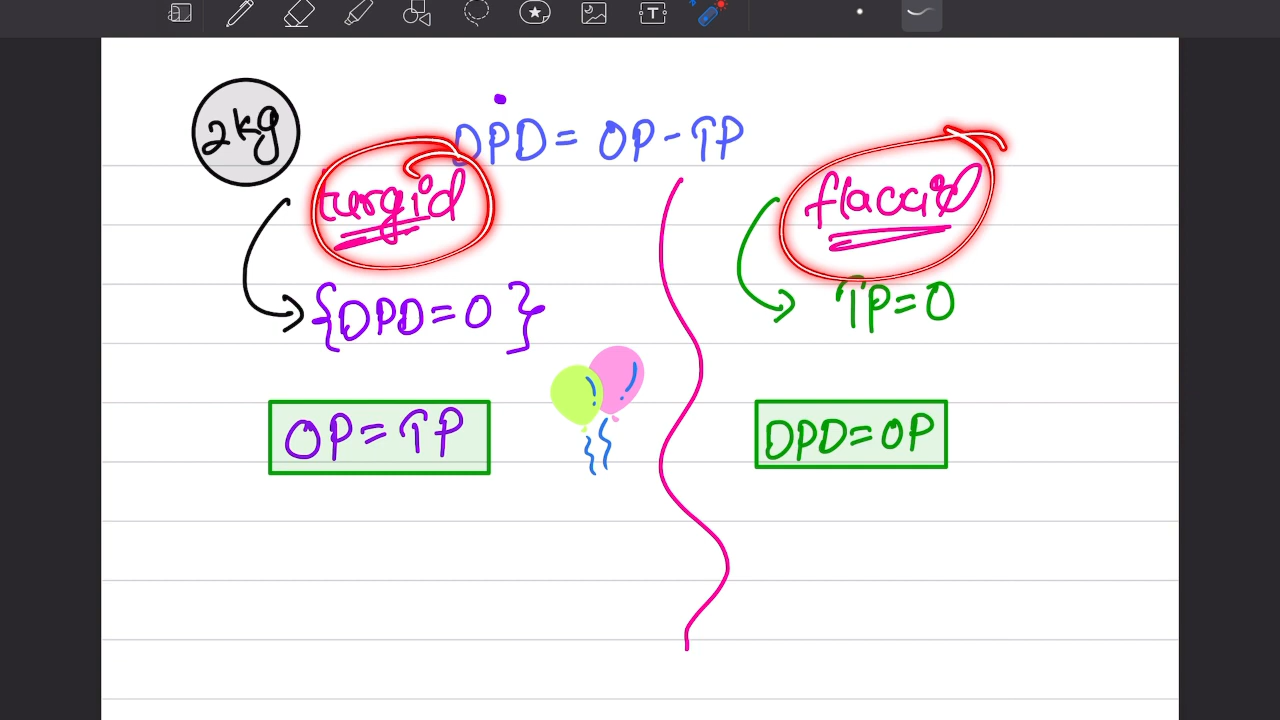 2kg
DPD = OP - TP
turgid
flaccid
{DPD = 0}
TP = 0
OP = TP
DPD = OP